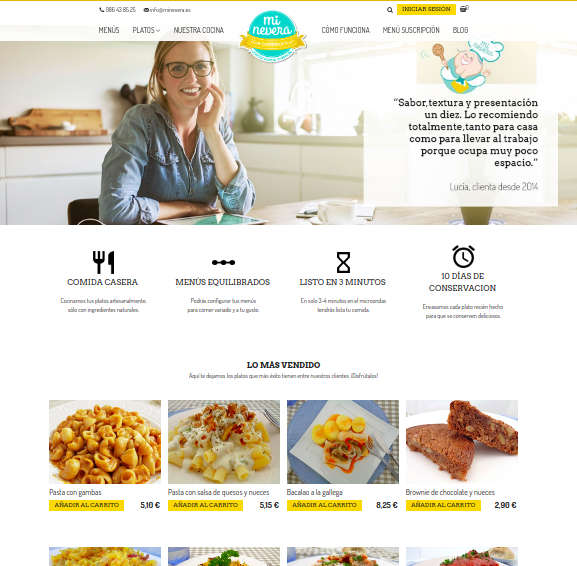 986 43 85 25 info@minevera.es INICIAR SESIÓN
MENÚS PLATOS NUESTRA COCINA mi nevera CÓMO FUNCIONA MENÚ SUSCRIPCIÓN BLOG
“Sabor,textura y presentación
un diez. Lo recomiendo
totalmente,tanto para casa
como para llevar al trabajo
porque ocupa muy poco
espacio.”
Lucía, clienta desde 2014
COMIDA CASERA
Cocinamos tus platos artesanalmente,
sólo con ingredientes naturales.
MENÚS EQUILIBRADOS
Podrás configurar tus menús
para comer variado y a tu gusto.
LISTO EN 3 MINUTOS
En solo 3-4 minutos en el microondas
tendrás lista tu comida.
10 DÍAS DE
CONSERVACION
Envasamos cada plato recién hecho
para que se conserven deliciosos.
LO MÁS VENDIDO
Aquí te dejamos los platos que más éxito tienen entre nuestros clientes. ¡Disfrútalos!
Pasta con gambas
AÑADIR AL CARRITO 5,10 €
Pasta con salsa de quesos y nueces
AÑADIR AL CARRITO 5,15 €
Bacalao a la gallega
AÑADIR AL CARRITO 8,25 €
Brownie de chocolate y nueces
AÑADIR AL CARRITO 2,90 €